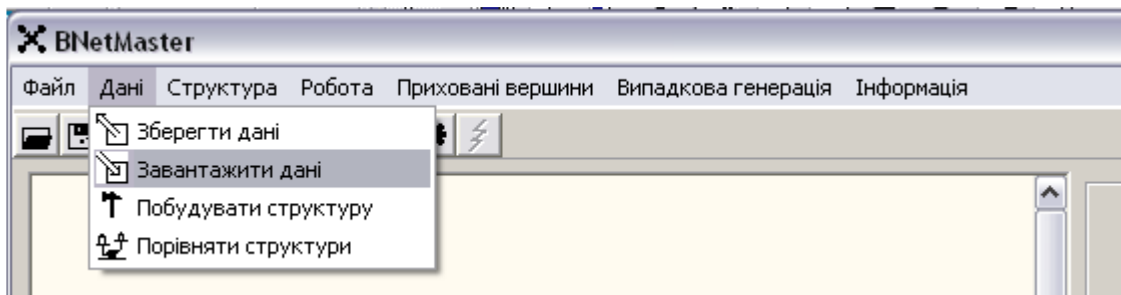 BNetMaster
Файл Дані Структура Робота Приховані вершини Випадкова генерація Інформація
Зберегти дані
Завантажити дані
Побудувати структуру
Порівняти структури